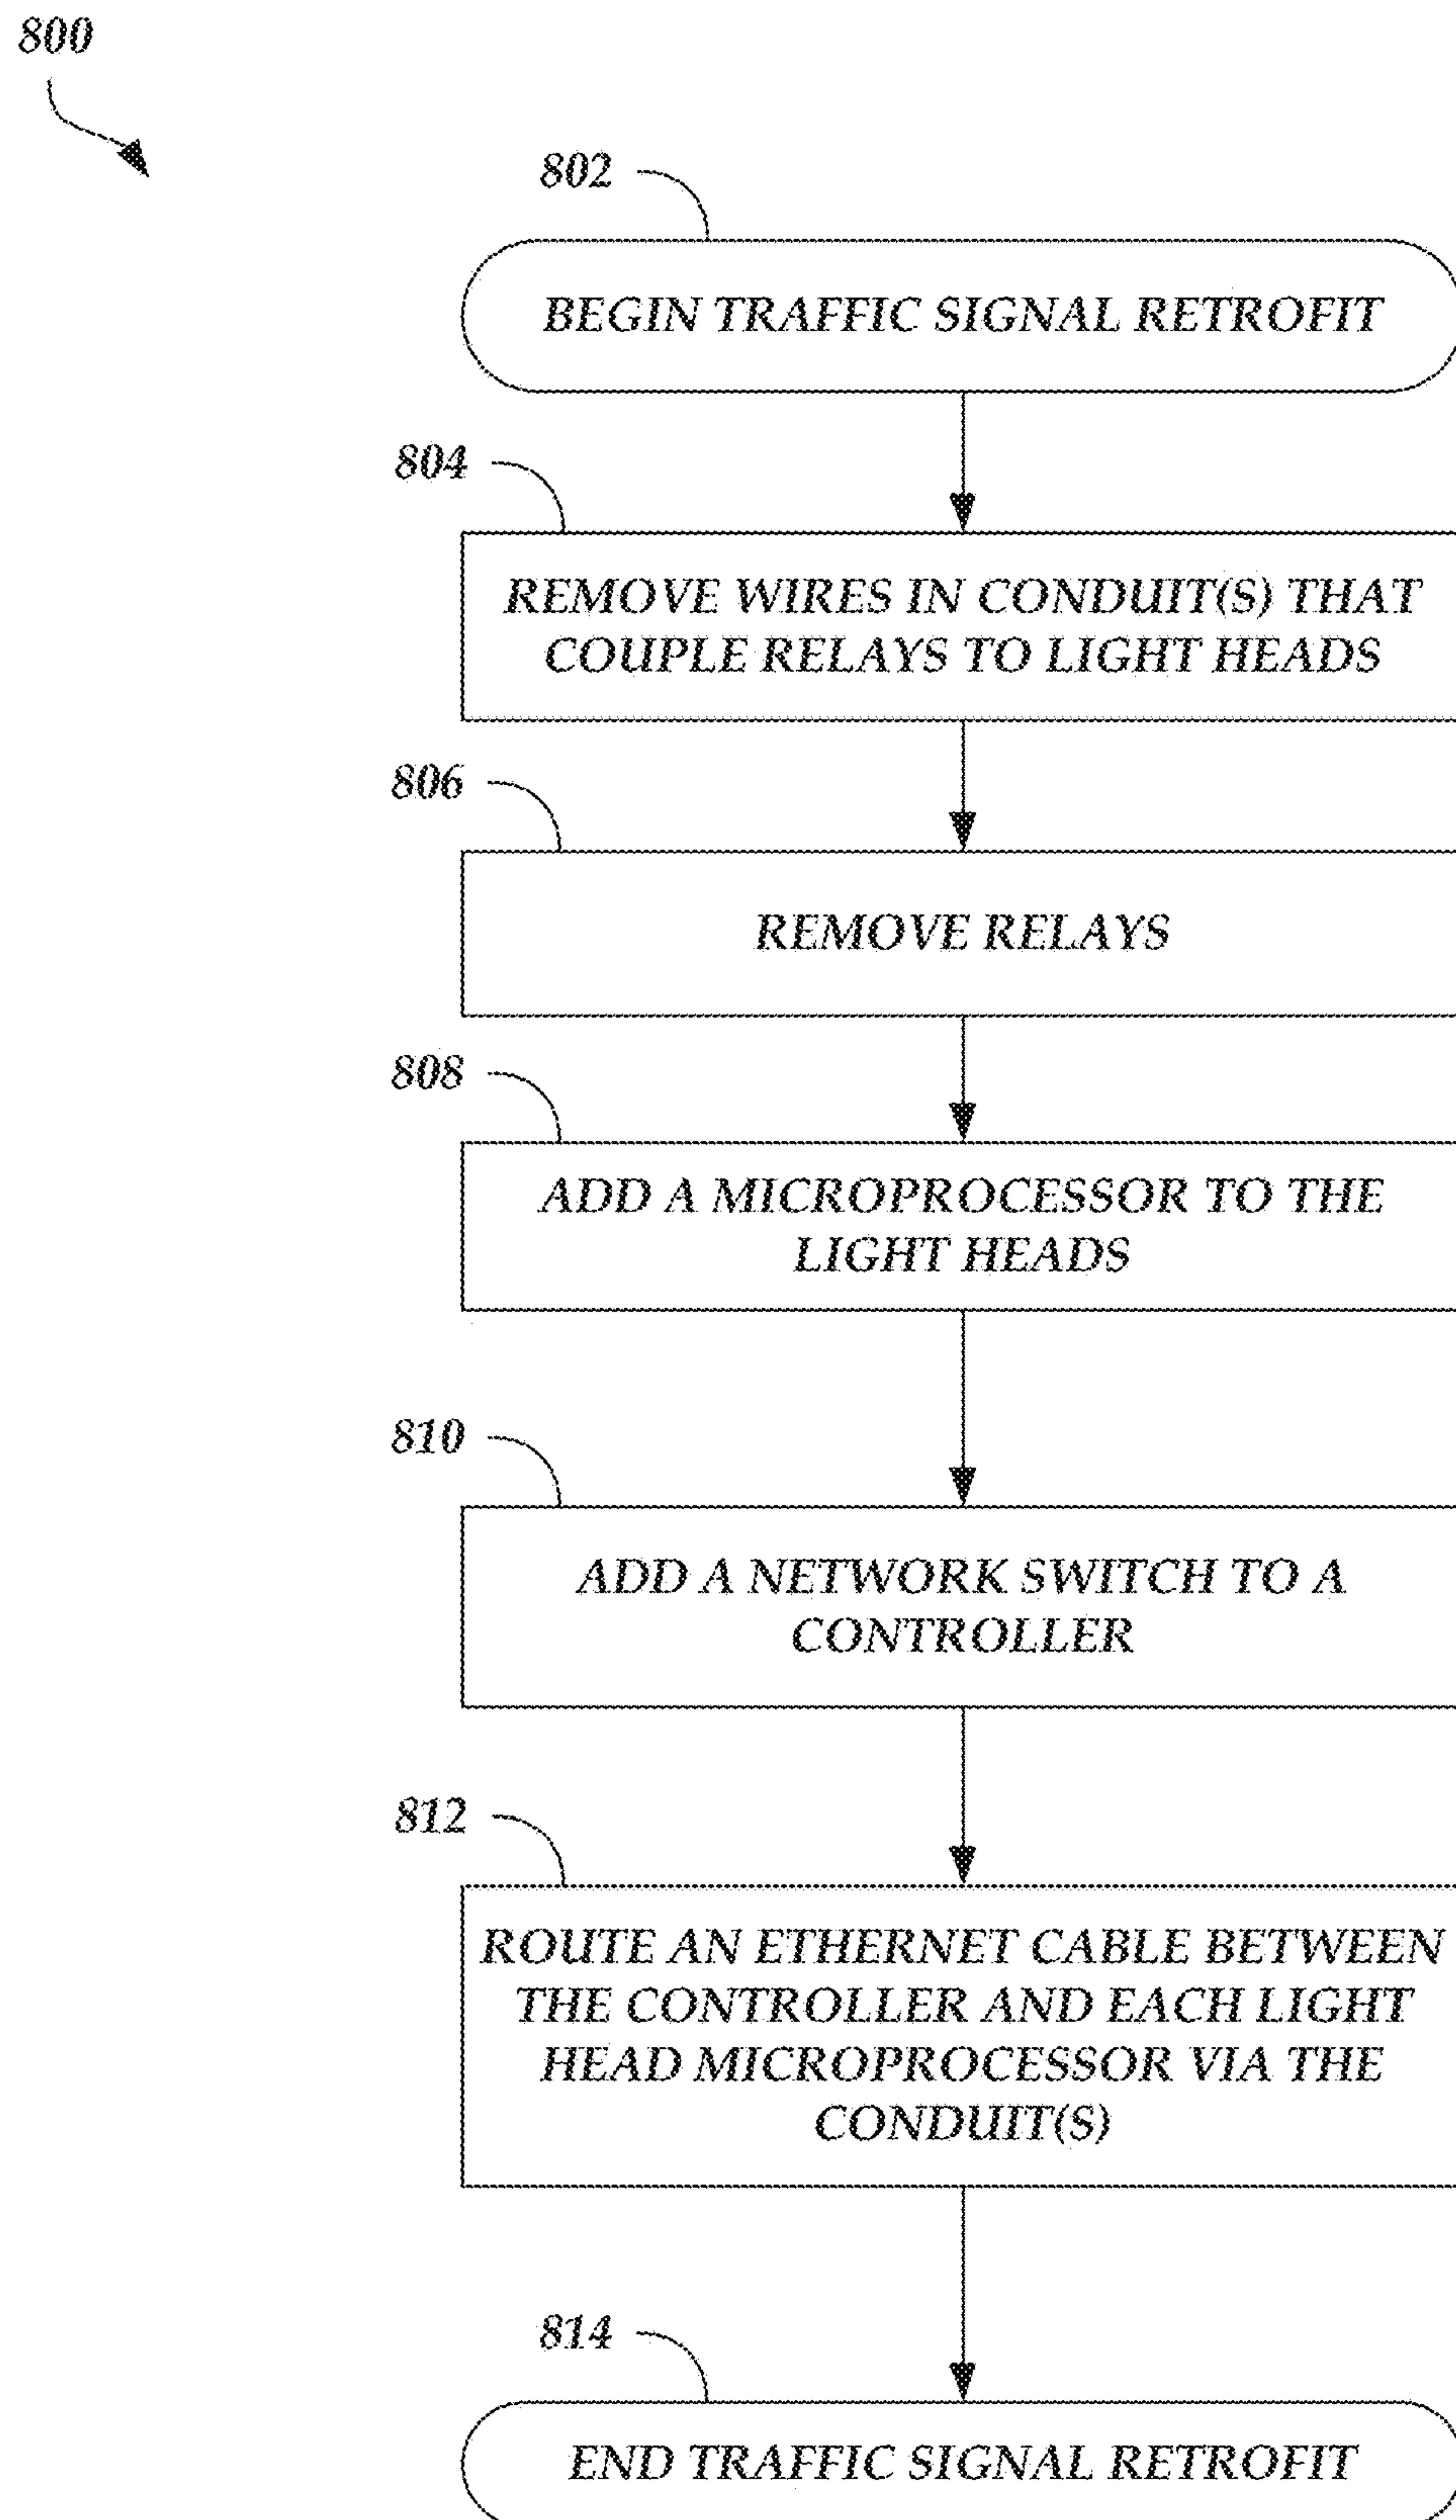 800
802
BEGIN TRAFFIC SIGNAL RETROFIT
804
REMOVE WIRES IN CONDUIT(S) THAT
COUPLE RELAYS TO LIGHT HEADS
806
REMOVE RELAYS
808
ADD A MICROPROCESSOR TO THE
LIGHT HEADS
810
ADD A NETWORK SWITCH TO A
CONTROLLER
812
ROUTE AN ETHERNET CABLE BETWEEN
THE CONTROLLER AND EACH LIGHT
HEAD MICROPROCESSOR VIA THE
CONDUIT(S)
814
END TRAFFIC SIGNAL RETROFIT